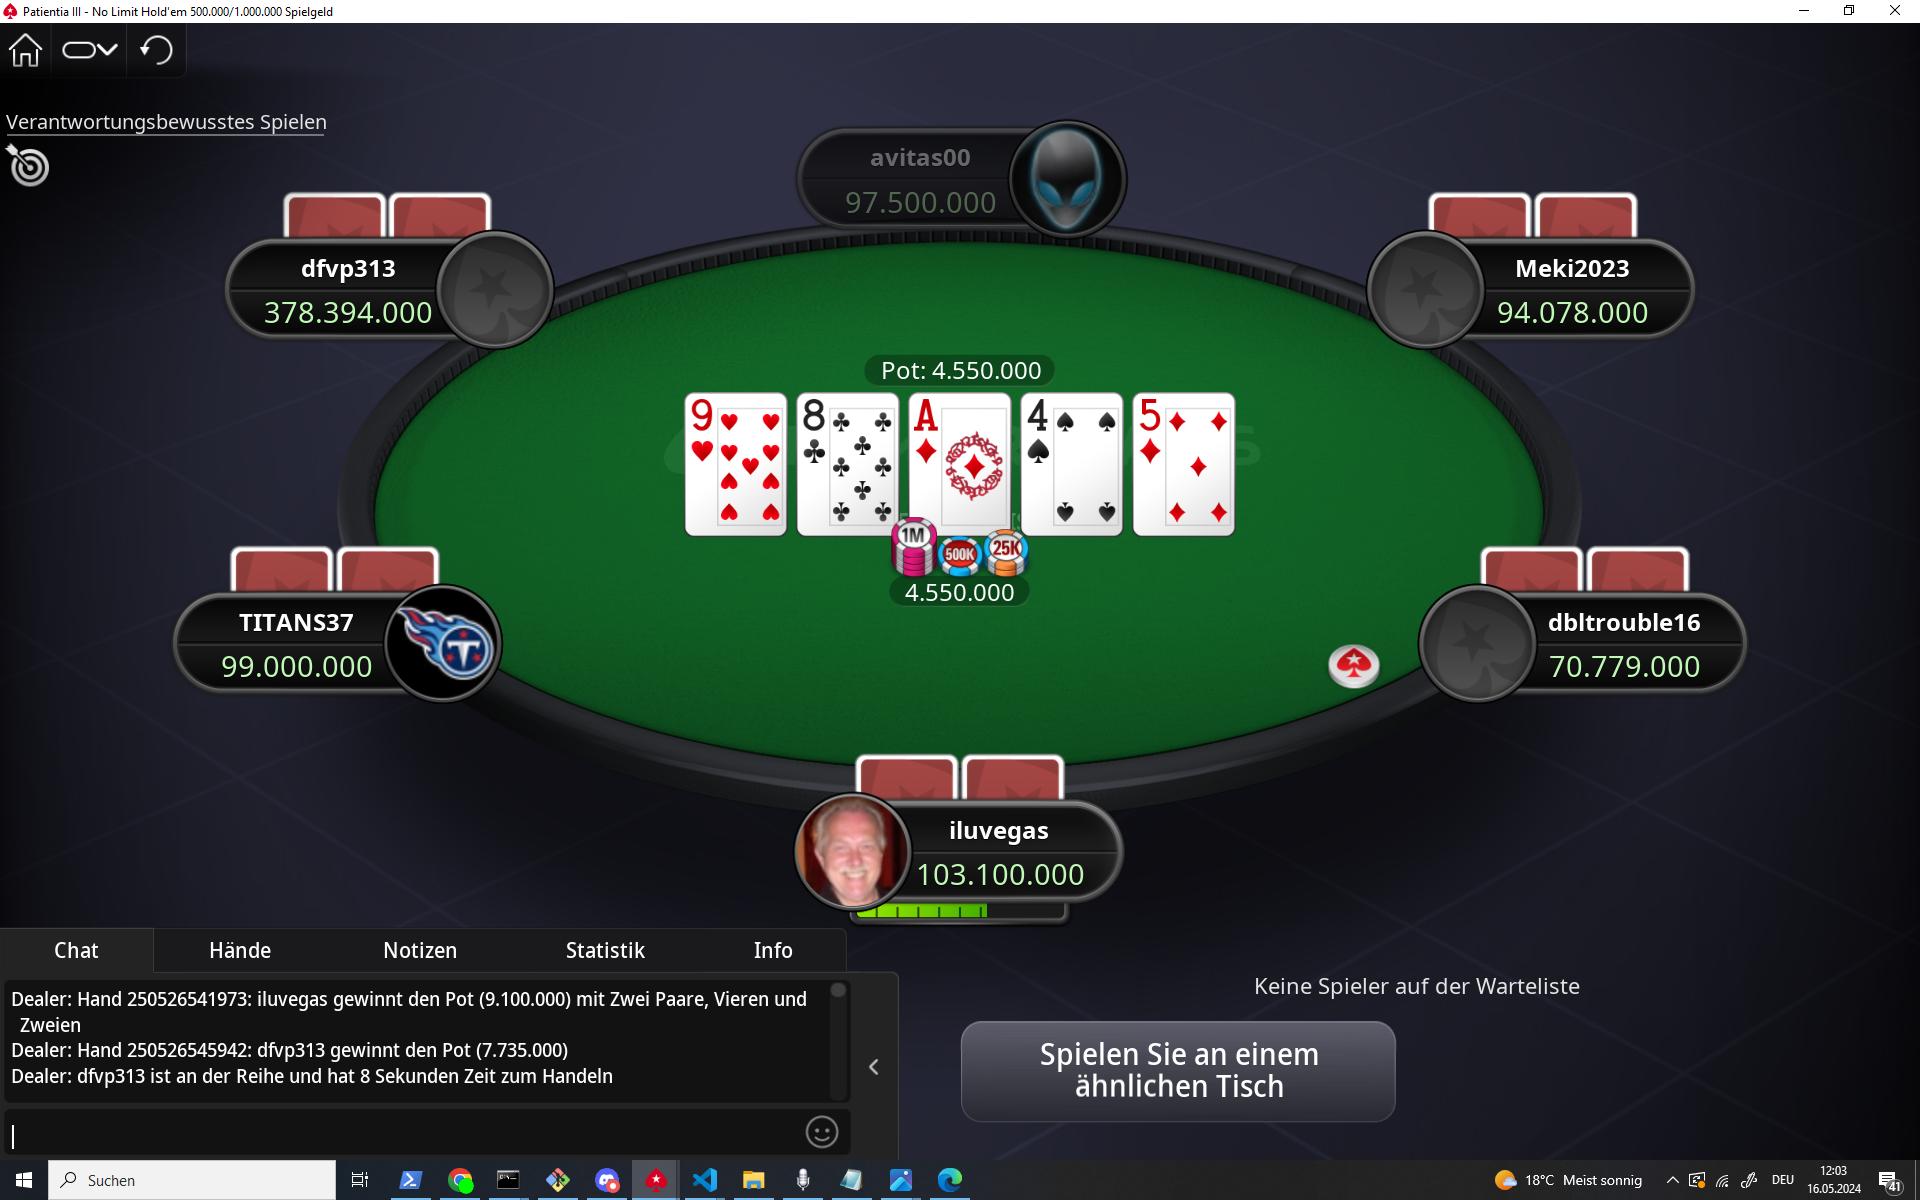 Patientia III - No Limit Hold'em 500.000/1.000.000 Spielgeld
Verantwortungsbewusstes Spielen
avitas00
97.500.000
dfvp313
378.394.000
Meki2023
94.078.000
Pot: 4.550.000
9
8
A
4
5
1M
500K
25K
4.550.000
TITANS37
99.000.000
T
dbltrouble16
70.779.000
iluvegas
103.100.000
Chat Hände Notizen Statistik Info
Dealer: Hand 250526541973: iluvegas gewinnt den Pot (9.100.000) mit Zwei Paare, Vieren und
Zweien
Dealer: Hand 250526545942: dfvp313 gewinnt den Pot (7.735.000)
Dealer: dfvp313 ist an der Reihe und hat 8 Sekunden Zeit zum Handeln
Keine Spieler auf der Warteliste
Spielen Sie an einem
ähnlichen Tisch
Suchen
18°C Meist sonnig
DEU
12:03
16.05.2024
41